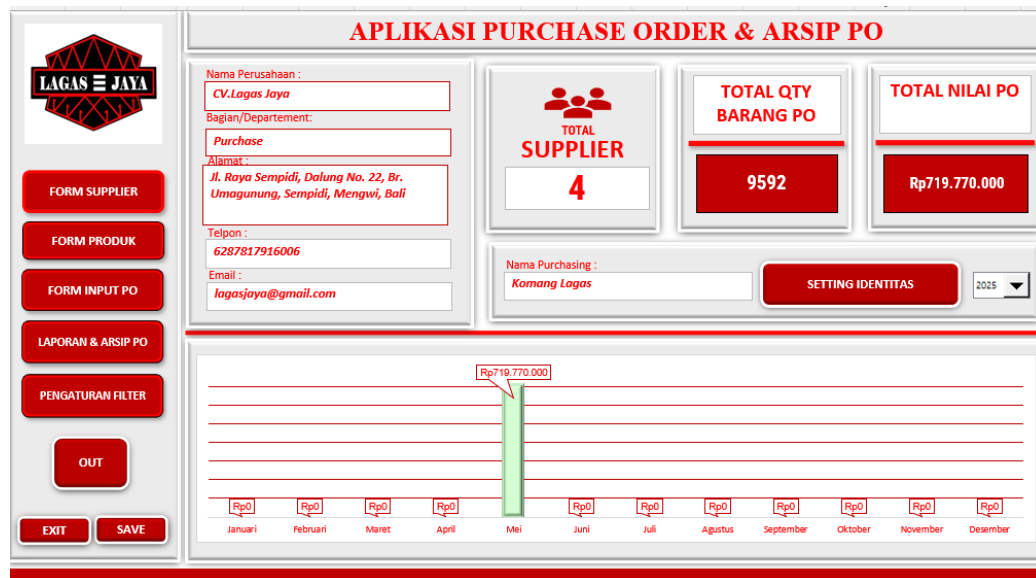 APLIKASI PURCHASE ORDER & ARSIP PO
LAGAS JAYA
FORM SUPPLIER
FORM PRODUK
FORM INPUT PO
LAPORAN & ARSIP PO
PENGATURAN FILTER
OUT
EXIT
SAVE
Nama Perusahaan :
CV.Lagas Jaya
Bagian/Departement:
Purchase
Alamat :
Jl. Raya Sempidi, Dalung No. 22, Br.
Umagunung, Sempidi, Mengwi, Bali
Telpon :
6287817916006
Email :
lagasjaya@gmail.com
TOTAL
SUPPLIER
4
TOTAL QTY
BARANG PO
9592
TOTAL NILAI PO
Rp719.770.000
Nama Purchasing :
Komang Lagas
SETTING IDENTITAS
2025
Rp719.770.000
Rp0 Rp0 Rp0 Rp0 Rp0 Rp0 Rp0 Rp0 Rp0 Rp0 Rp0
Januari Februari Maret April Mei Juni Juli Agustus September Oktober November Desember